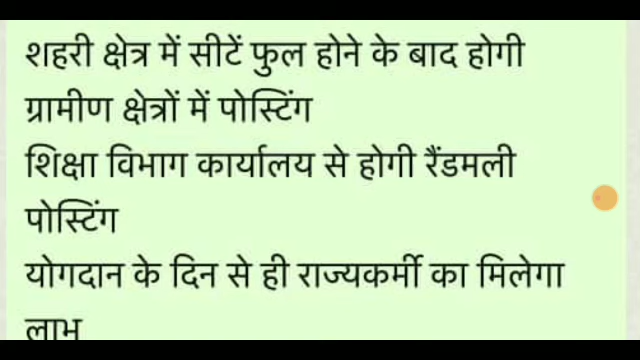 शहरी क्षेत्र में सीटें फुल होने के बाद होगी
ग्रामीण क्षेत्रों में पोस्टिंग
शिक्षा विभाग कार्यालय से होगी रैंडमली
पोस्टिंग
योगदान के दिन से ही राज्यकर्मी का मिलेगा
लाभ